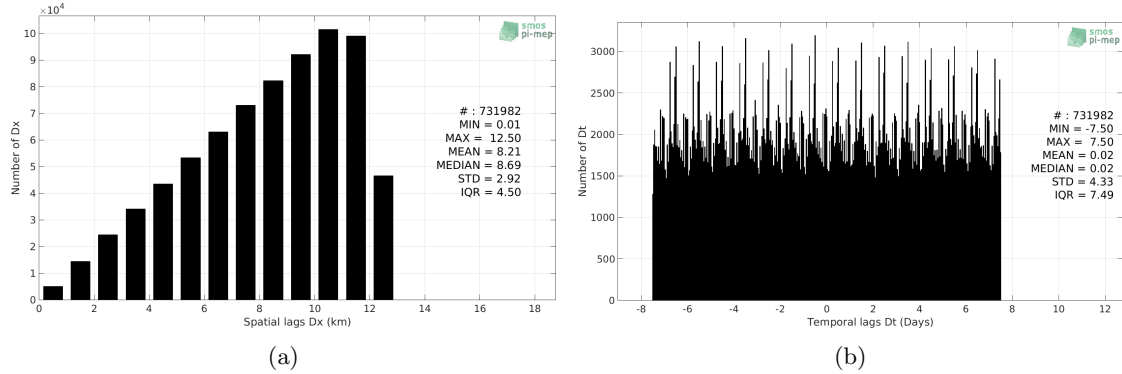 ×10⁴
smos
pi-mep
10
9
8
7
6
5
4
3
2
1
0
Number of Dx
# : 731982
MIN = 0.01
MAX = 12.50
MEAN = 8.21
MEDIAN = 8.69
STD = 2.92
IQR = 4.50
0 2 4 6 8 10 12 14 16 18
Spatial lags Dx (km)
(a)
smos
pi-mep
3000
2500
2000
1500
1000
500
0
Number of Dt
# : 731982
MIN = -7.50
MAX = 7.50
MEAN = 0.02
MEDIAN = 0.02
STD = 4.33
IQR = 7.49
-8 -6 -4 -2 0 2 4 6 8 10 12
Temporal lags Dt (Days)
(b)